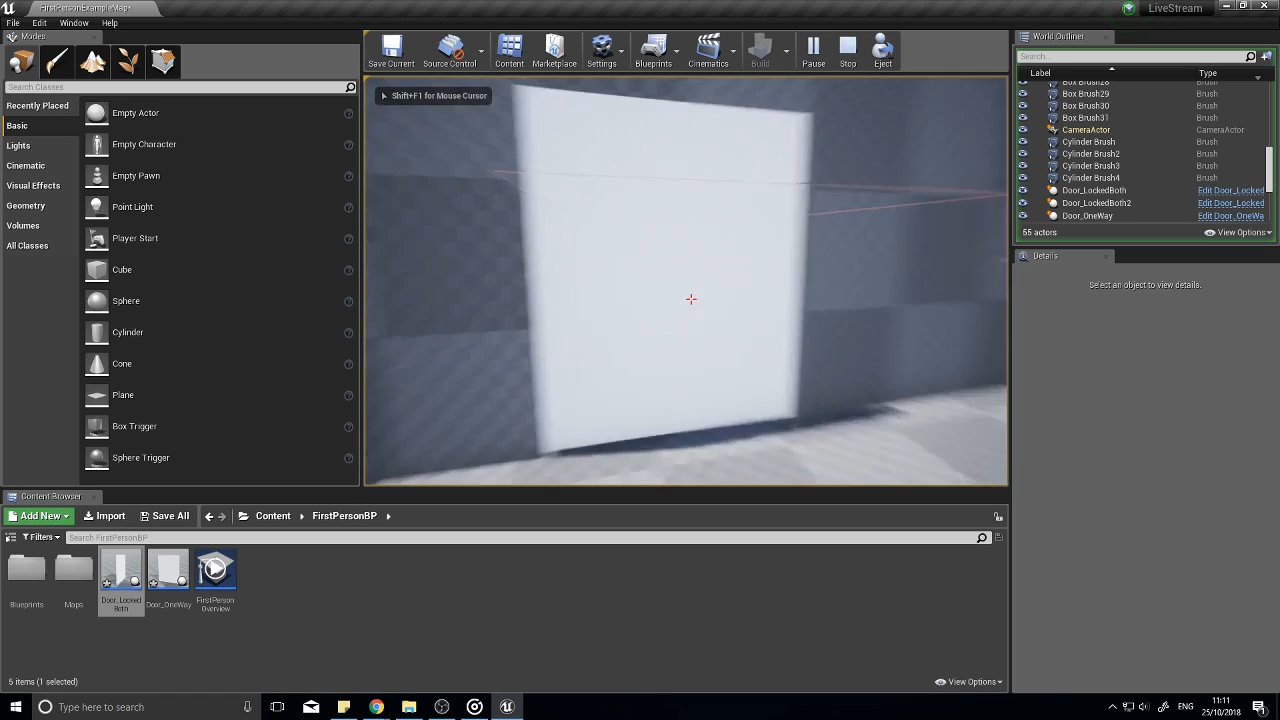 FirstPersonExampleMap*
LiveStream
File Edit Window Help
Modes
Search Classes
Recently Placed
Basic
Lights
Cinematic
Visual Effects
Geometry
Volumes
All Classes
Empty Actor
Empty Character
Empty Pawn
Point Light
Player Start
Cube
Sphere
Cylinder
Cone
Plane
Box Trigger
Sphere Trigger
Save Current
Source Control
Content
Marketplace
Settings
Blueprints
Cinematics
Build
Pause
Stop
Eject
Shift+F1 for Mouse Cursor
World Outliner
Search...
Label Type
Box Brush28 Brush
Box Brush29 Brush
Box Brush30 Brush
Box Brush31 Brush
CameraActor CameraActor
Cylinder Brush Brush
Cylinder Brush2 Brush
Cylinder Brush3 Brush
Cylinder Brush4 Brush
Door_LockedBoth Edit Door_Locked
Door_LockedBoth2 Edit Door_Locked
Door_OneWay Edit Door_OneWa
55 actors View Options
Details
Select an object to view details.
Content Browser
Add New Import Save All Content FirstPersonBP
Filters Search FirstPersonBP
Blueprints
Maps
Door_Locked
Both
Door_OneWay
FirstPerson
Overview
5 items (1 selected) View Options
Type here to search
ENG
11:11
25/10/2018
1